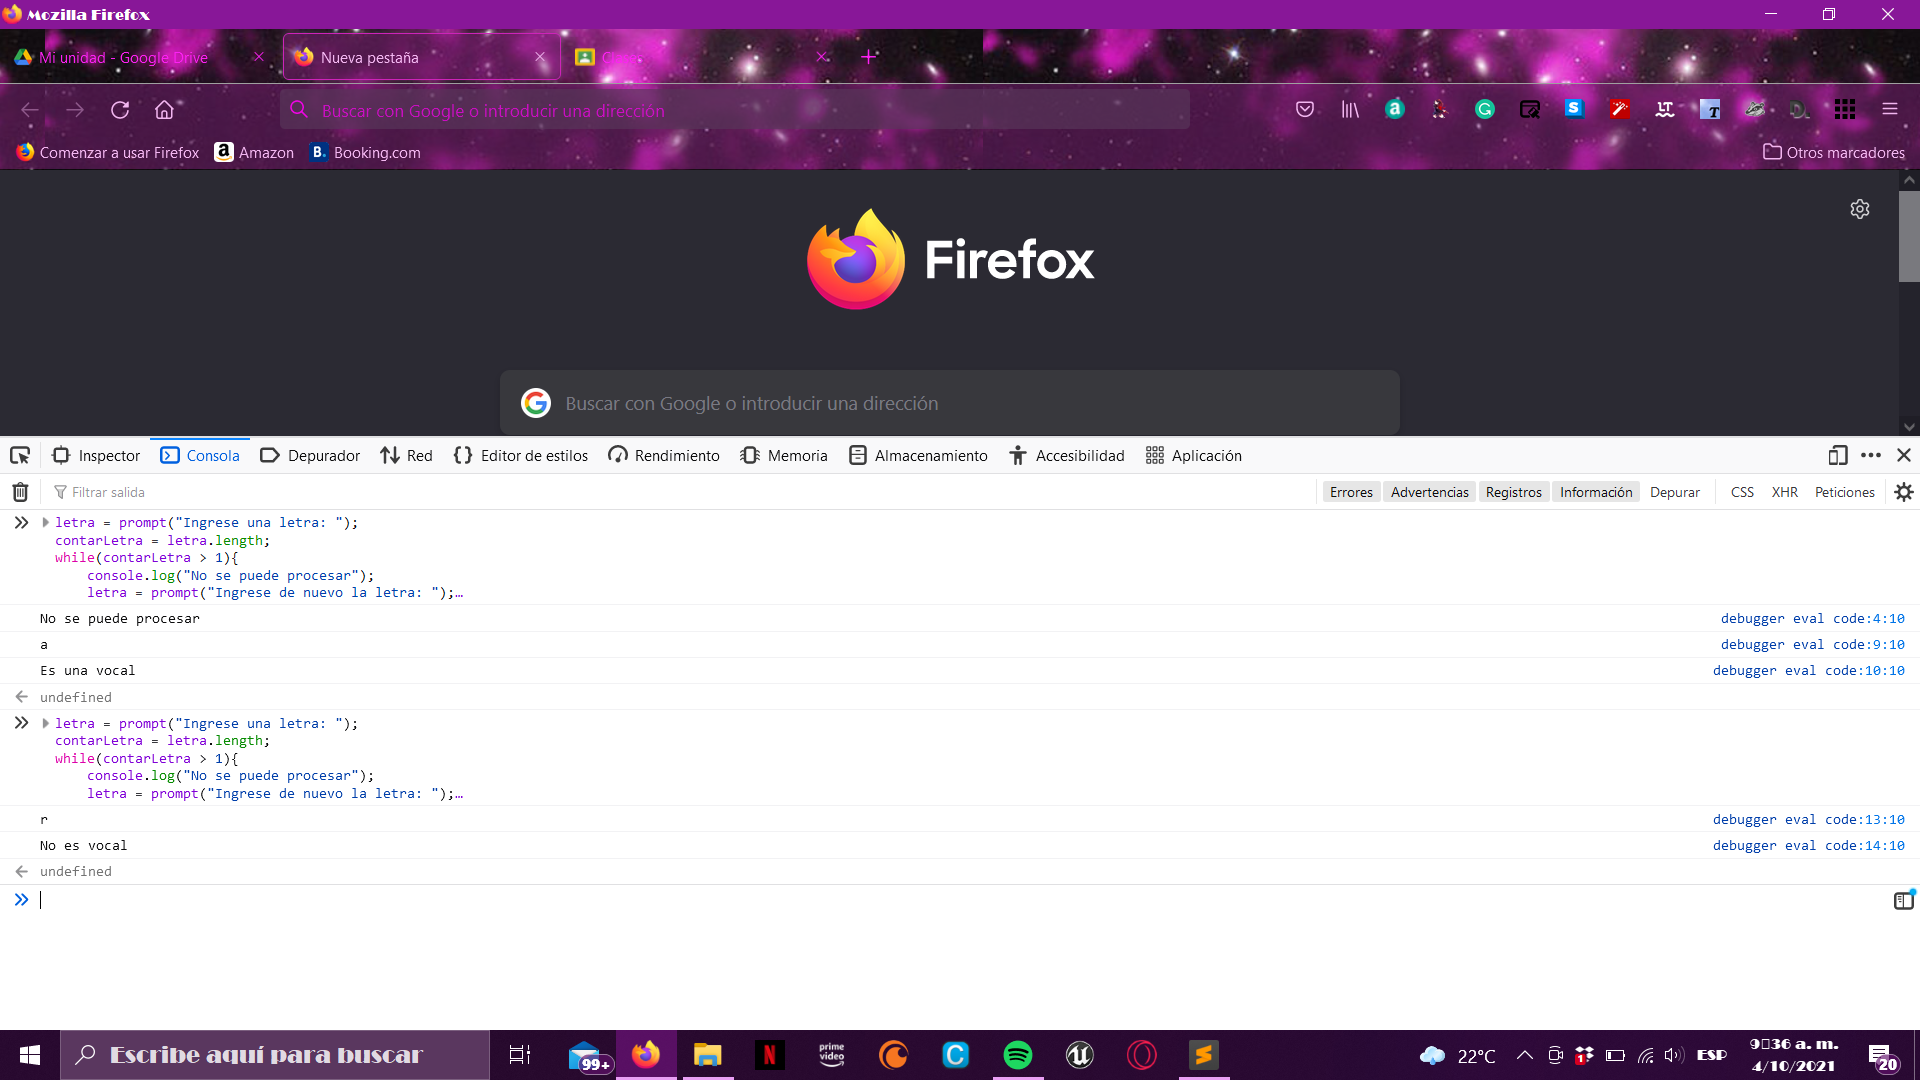 Mozilla Firefox
Mi unidad - Google Drive
Nueva pestaña
Buscar con Google o introducir una dirección
Comenzar a usar Firefox
Amazon
Booking.com
Otros marcadores
Firefox
Buscar con Google o introducir una dirección
Inspector
Consola
Depurador
Red
Editor de estilos
Rendimiento
Memoria
Almacenamiento
Accesibilidad
Aplicación
Filtrar salida
Errores
Advertencias
Registros
Información
Depurar
CSS
XHR
Peticiones
letra = prompt("Ingrese una letra: ");
contarLetra = letra.length;
while(contarLetra > 1){
console.log("No se puede procesar");
letra = prompt("Ingrese de nuevo la letra: ");…
No se puede procesar
debugger eval code:4:10
a
debugger eval code:9:10
Es una vocal
debugger eval code:10:10
undefined
letra = prompt("Ingrese una letra: ");
contarLetra = letra.length;
while(contarLetra > 1){
console.log("No se puede procesar");
letra = prompt("Ingrese de nuevo la letra: ");…
r
debugger eval code:13:10
No es vocal
debugger eval code:14:10
undefined
Escribe aquí para buscar
99+
prime video
22°C
ESP
9▯36 a. m.
4/10/2021
20